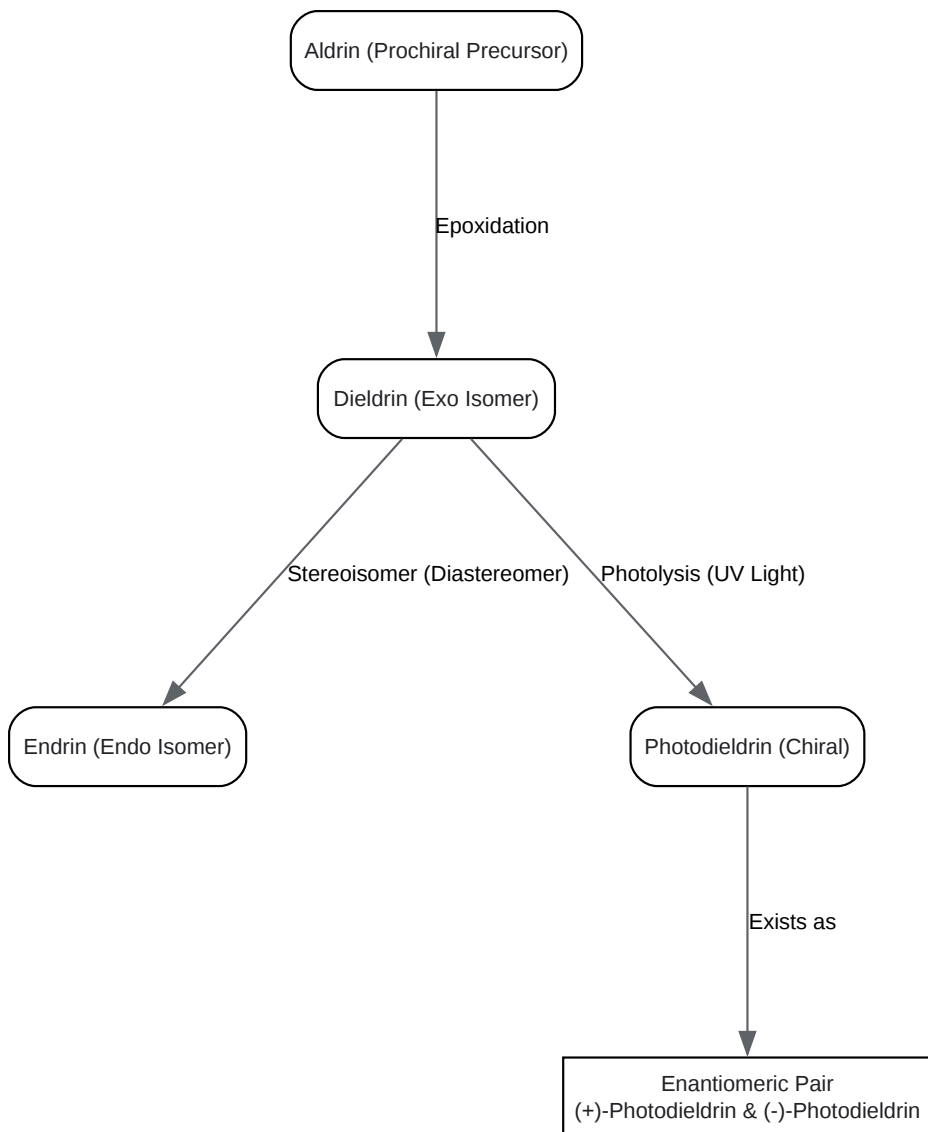 Aldrin (Prochiral Precursor)
Epoxidation
Dieldrin (Exo Isomer)
Stereoisomer (Diastereomer)
Photolysis (UV Light)
Endrin (Endo Isomer)
Photodieldrin (Chiral)
Exists as
Enantiomeric Pair
(+)-Photodieldrin & (-)-Photodieldrin